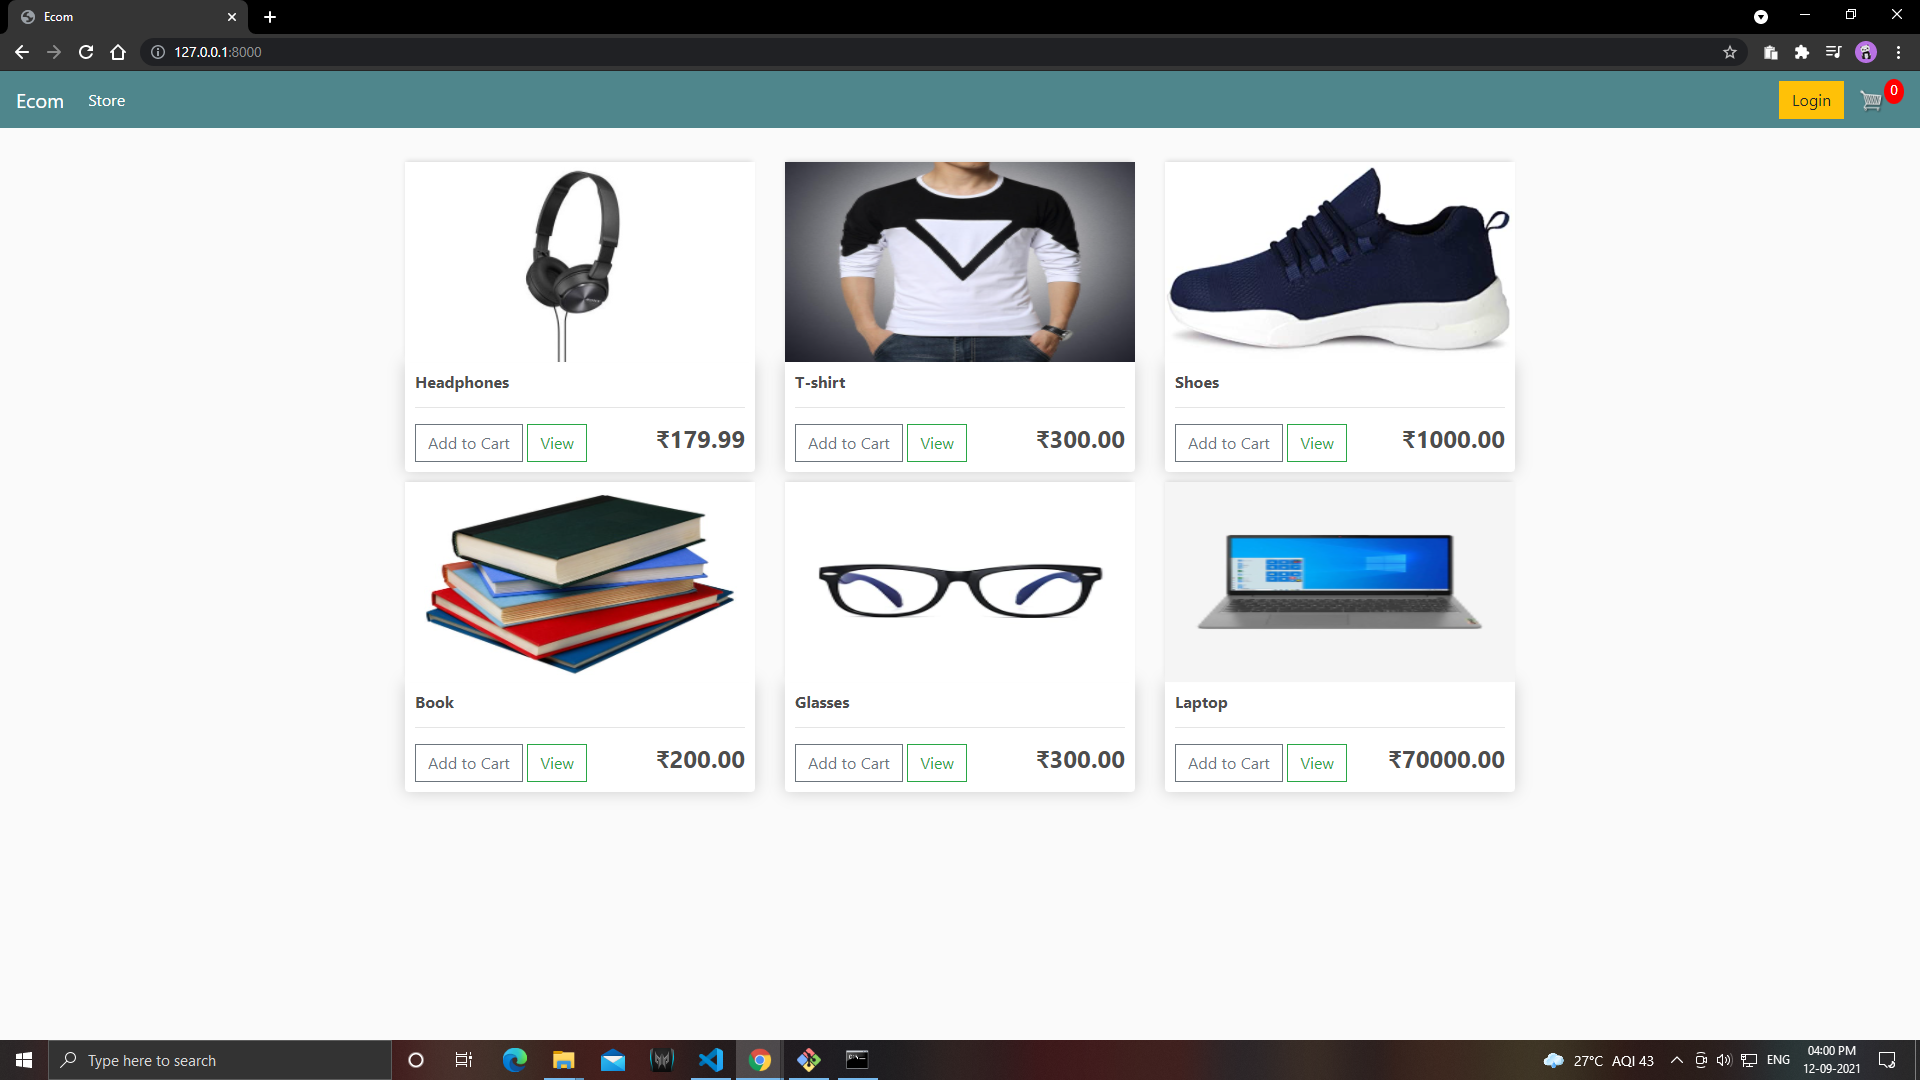 Ecom
127.0.0.1:8000
Ecom Store Login 0
Headphones
Add to Cart View ₹179.99
T-shirt
Add to Cart View ₹300.00
Shoes
Add to Cart View ₹1000.00
Book
Add to Cart View ₹200.00
Glasses
Add to Cart View ₹300.00
Laptop
Add to Cart View ₹70000.00
Type here to search
27°C AQI 43
ENG
04:00 PM
12-09-2021